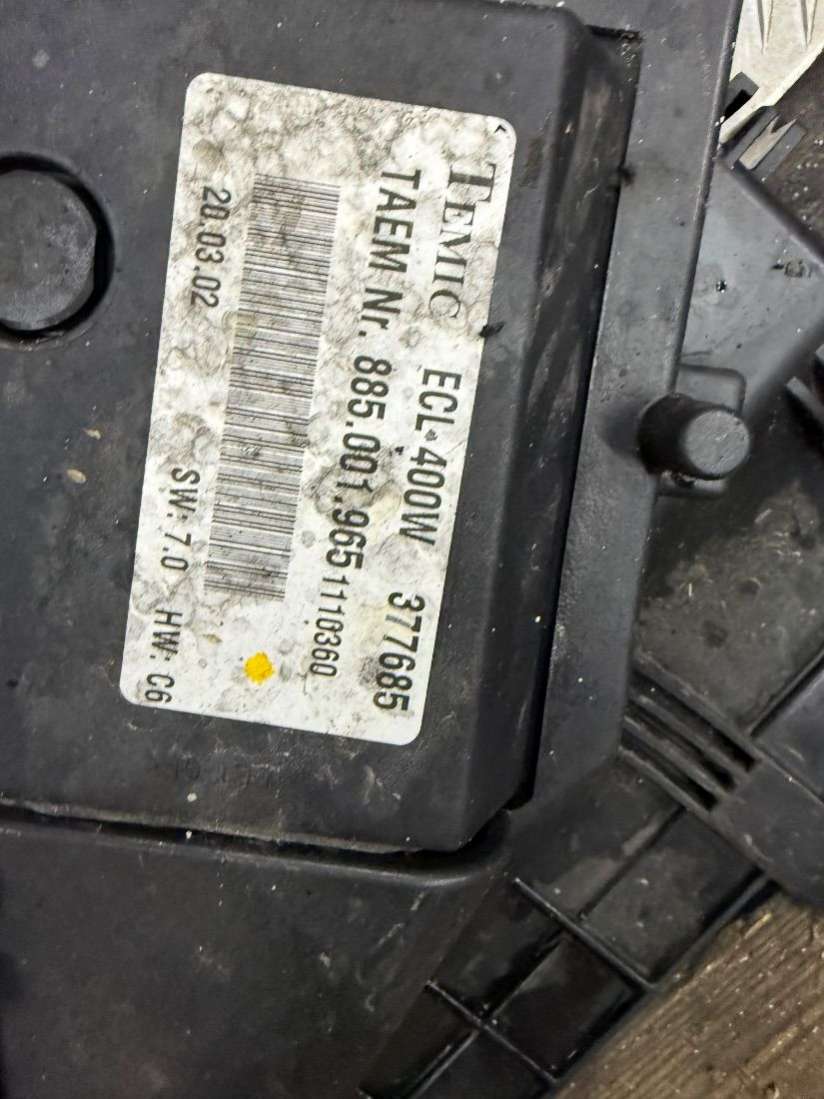 TEMIC ECL-400W 377685
TAEM Nr. 885.001.965 1110360
20.03.02 SW: 7.0 HW: C6